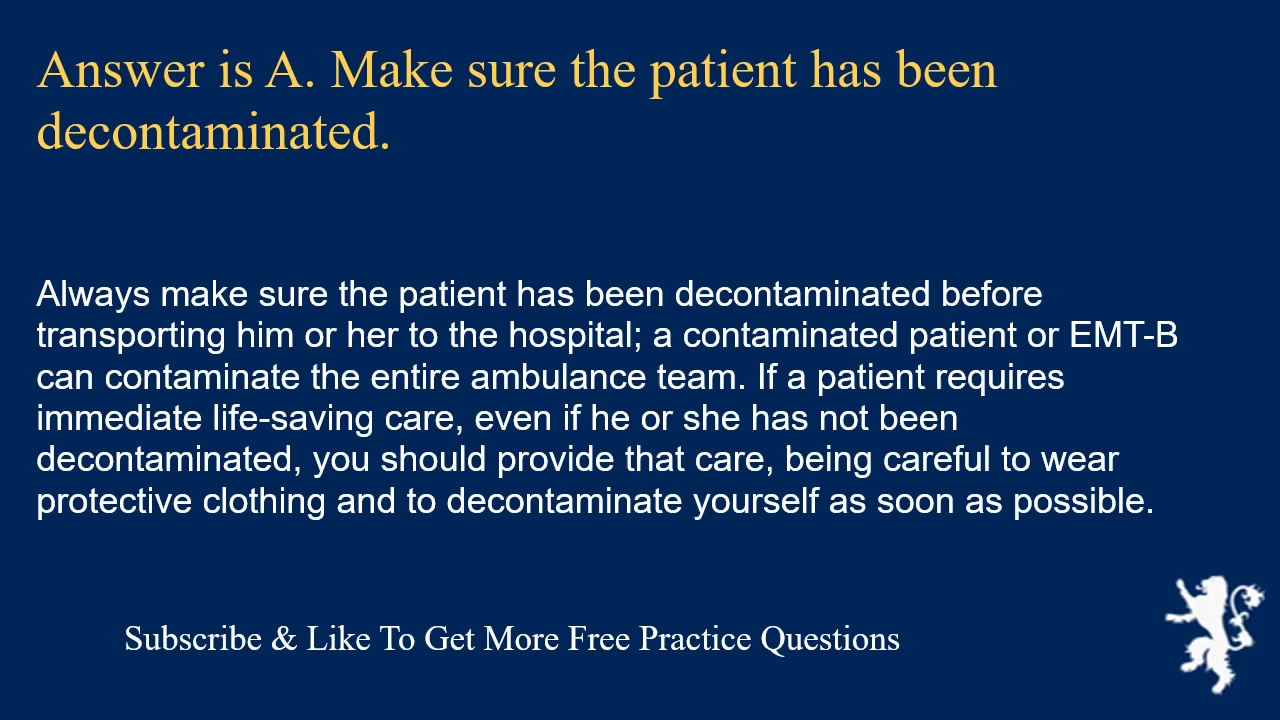 Answer is A. Make sure the patient has been
decontaminated.
Always make sure the patient has been decontaminated before
transporting him or her to the hospital; a contaminated patient or EMT-B
can contaminate the entire ambulance team. If a patient requires
immediate life-saving care, even if he or she has not been
decontaminated, you should provide that care, being careful to wear
protective clothing and to decontaminate yourself as soon as possible.
Subscribe & Like To Get More Free Practice Questions